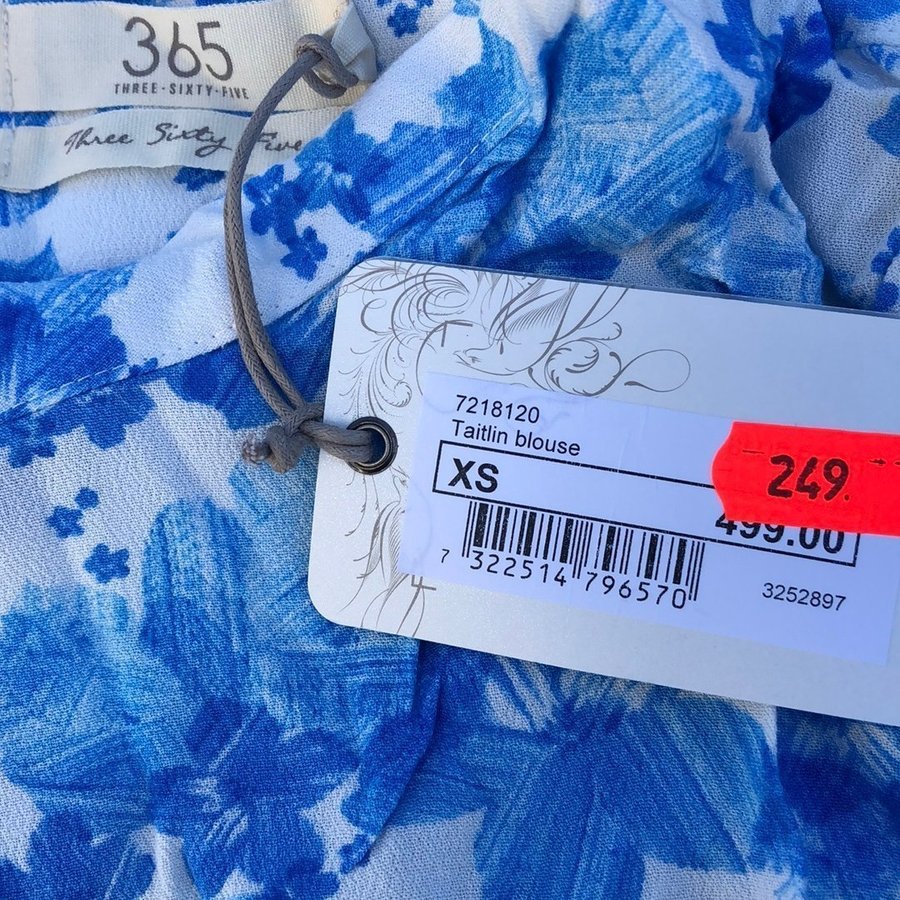 365
THREE·SIXTY·FIVE
Three Sixty Five
7218120
Taitlin blouse
XS
249.
499.00
7 322514 796570
3252897